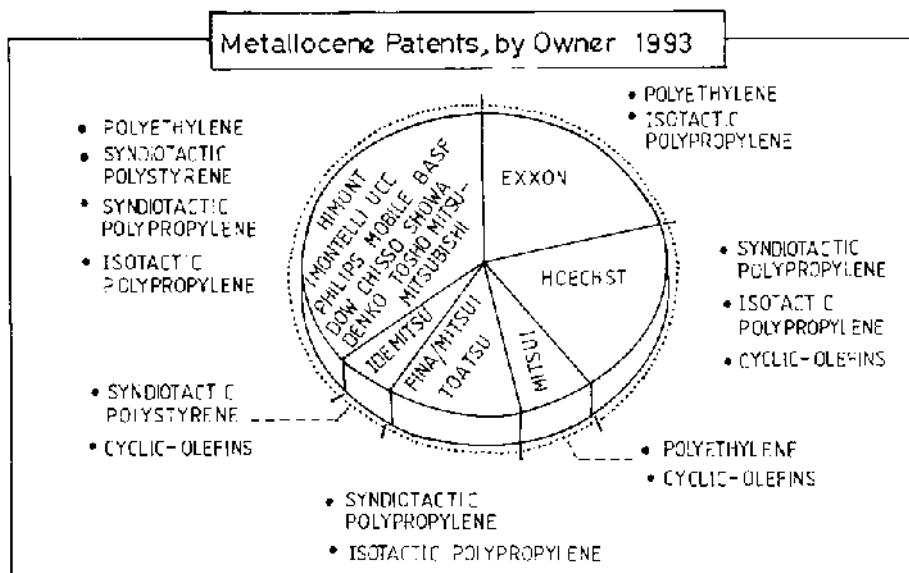 Metallocene Patents, by Owner 1993
• POLYETHYLENE
• ISOTACTIC
POLYPROPYLENE
• POLYETHYLENE
• SYNDIOTACTIC
POLYSTYRENE
• SYNDIOTACTIC
POLYPROPYLENE
• ISOTACTIC
POLYPROPYLENE
HIMONT
(MONTELL) UCC
PHILIPS MOBILE BASF
DOW CHISSO SHOWA
DENKO TOSHO MITSU-
MITSUBISHI
EXXON
HOECHST
• SYNDIOTACTIC
POLYPROPYLENE
• ISOTACTIC
POLYPROPYLENE
• CYCLIC-OLEFINS
IDEMITSU
FINA/MITSUI
TOATSU
MITSUI
• SYNDIOTACTIC
POLYSTYRENE
• CYCLIC-OLEFINS
• POLYETHYLENE
• CYCLIC-OLEFINS
• SYNDIOTACTIC
POLYPROPYLENE
• ISOTACTIC POLYPROPYLENE